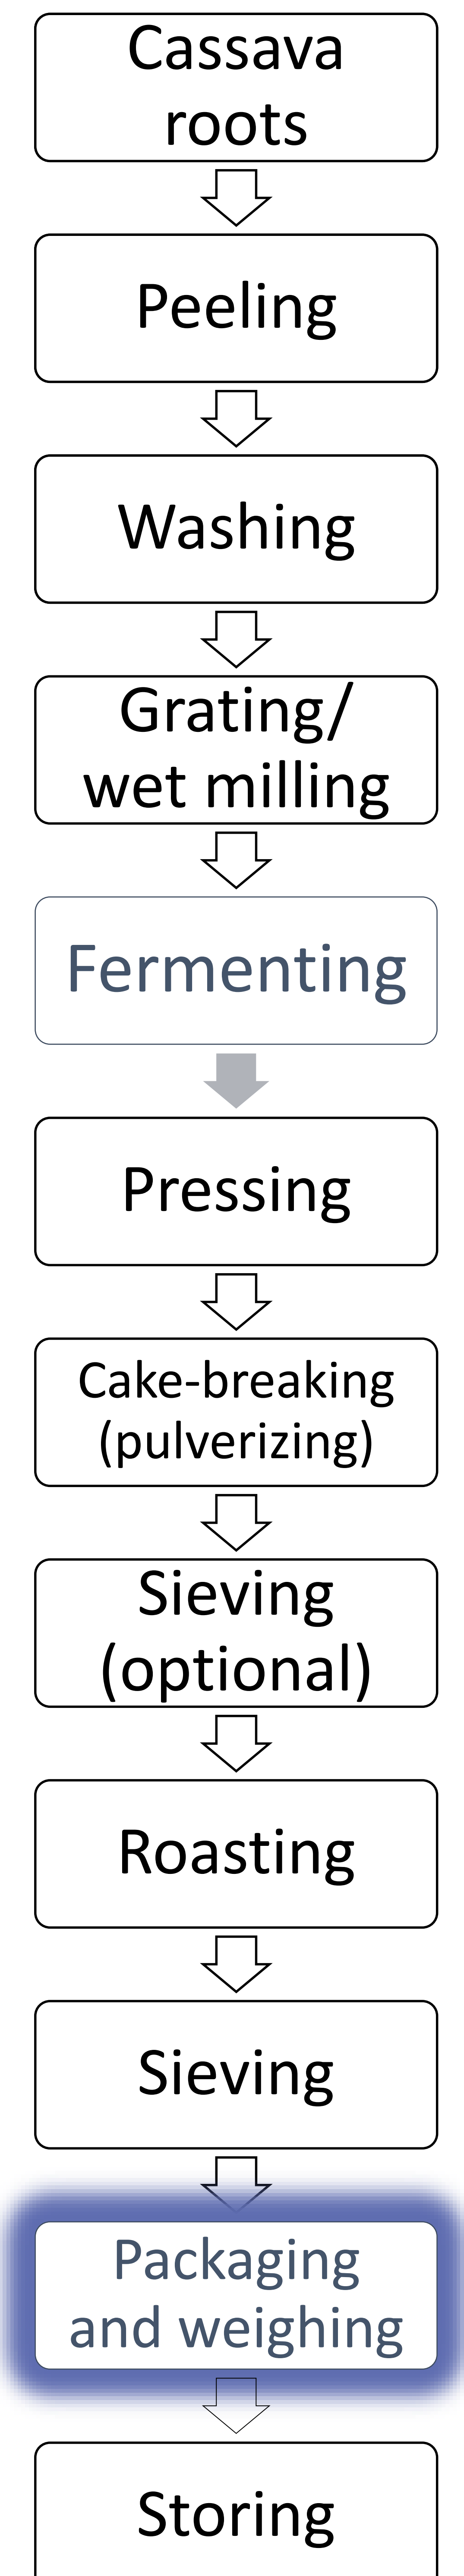 Cassava
roots
Peeling
Washing
Grating/
wet milling
Fermenting
Pressing
Cake-breaking
(pulverizing)
Sieving
(optional)
Roasting
Sieving
Packaging
and weighing
Storing